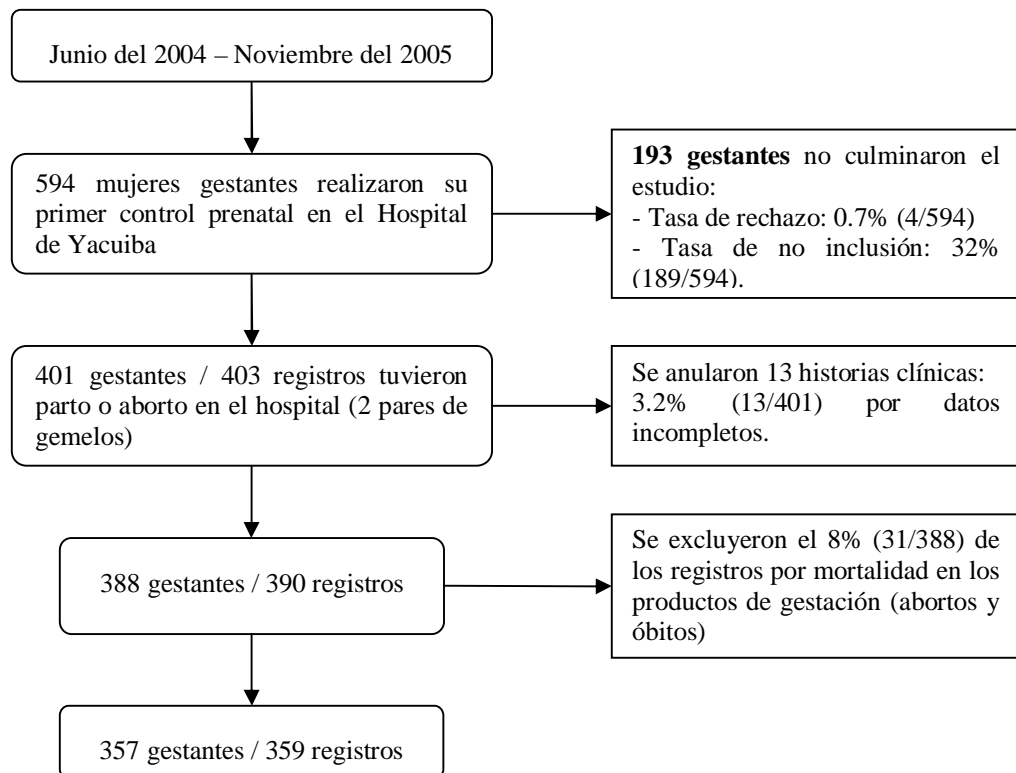 Junio del 2004 – Noviembre del 2005
594 mujeres gestantes realizaron su
primer control prenatal en el Hospital
de Yacuiba
193 gestantes no culminaron el
estudio:
- Tasa de rechazo: 0.7% (4/594)
- Tasa de no inclusión: 32%
(189/594).
401 gestantes / 403 registros tuvieron
parto o aborto en el hospital (2 pares de
gemelos)
Se anularon 13 historias clínicas:
3.2% (13/401) por datos
incompletos.
388 gestantes / 390 registros
Se excluyeron el 8% (31/388) de
los registros por mortalidad en los
productos de gestación (abortos y
óbitos)
357 gestantes / 359 registros